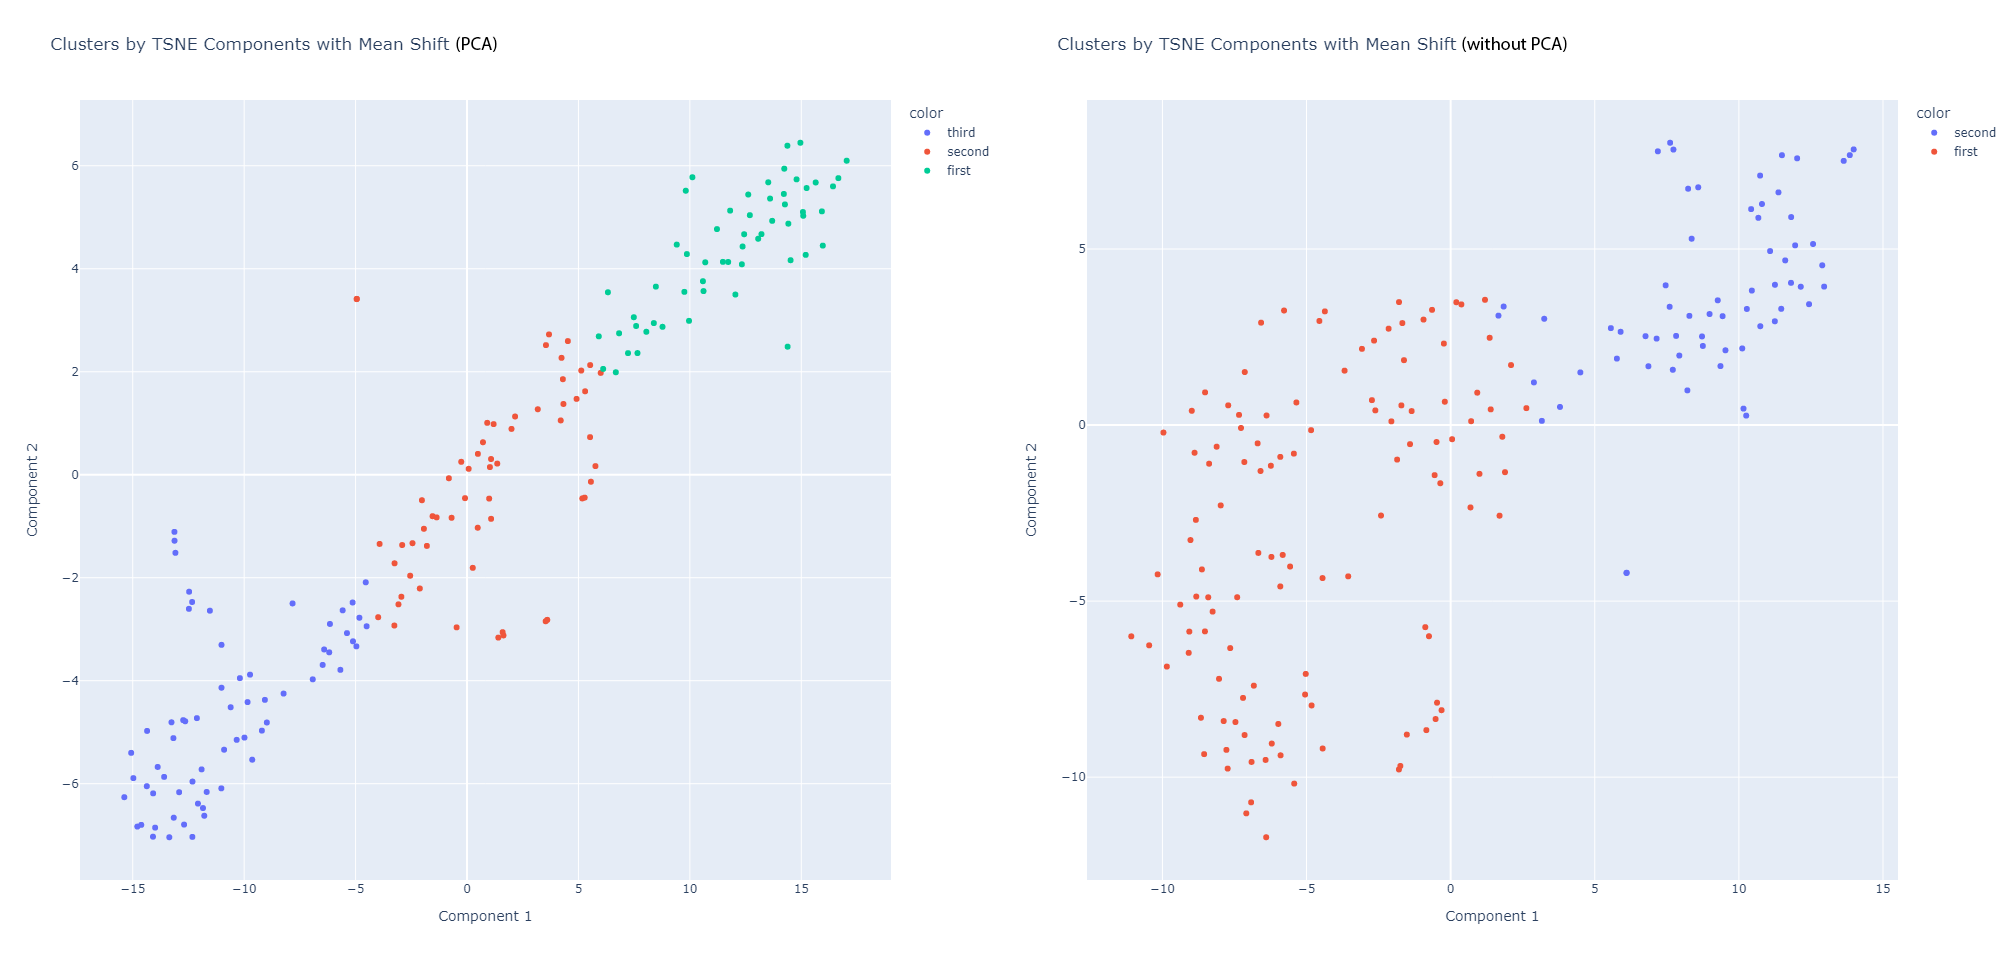 Clusters by TSNE Components with Mean Shift (PCA)
color
third
second
first
6
4
2
0
−2
−4
−6
Component 2
−15
−10
−5
0
5
10
15
Component 1
Clusters by TSNE Components with Mean Shift (without PCA)
color
second
first
5
0
−5
−10
Component 2
−10
−5
0
5
10
15
Component 1